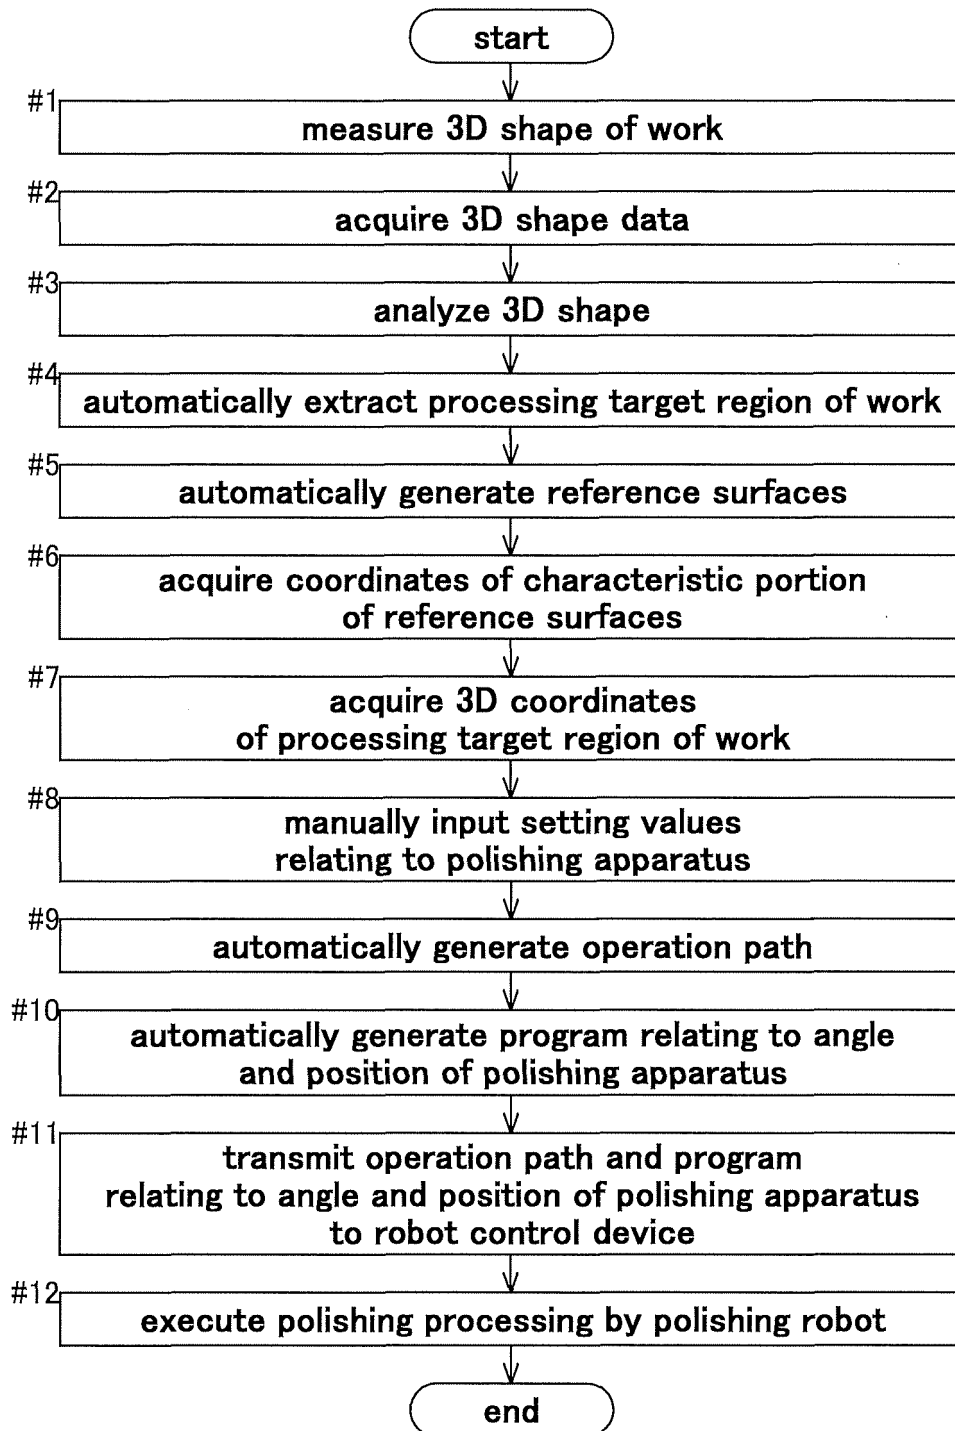 start
#1
measure 3D shape of work
#2
acquire 3D shape data
#3
analyze 3D shape
#4
automatically extract processing target region of work
#5
automatically generate reference surfaces
#6
acquire coordinates of characteristic portion
of reference surfaces
#7
acquire 3D coordinates
of processing target region of work
#8
manually input setting values
relating to polishing apparatus
#9
automatically generate operation path
#10
automatically generate program relating to angle
and position of polishing apparatus
#11
transmit operation path and program
relating to angle and position of polishing apparatus
to robot control device
#12
execute polishing processing by polishing robot
end